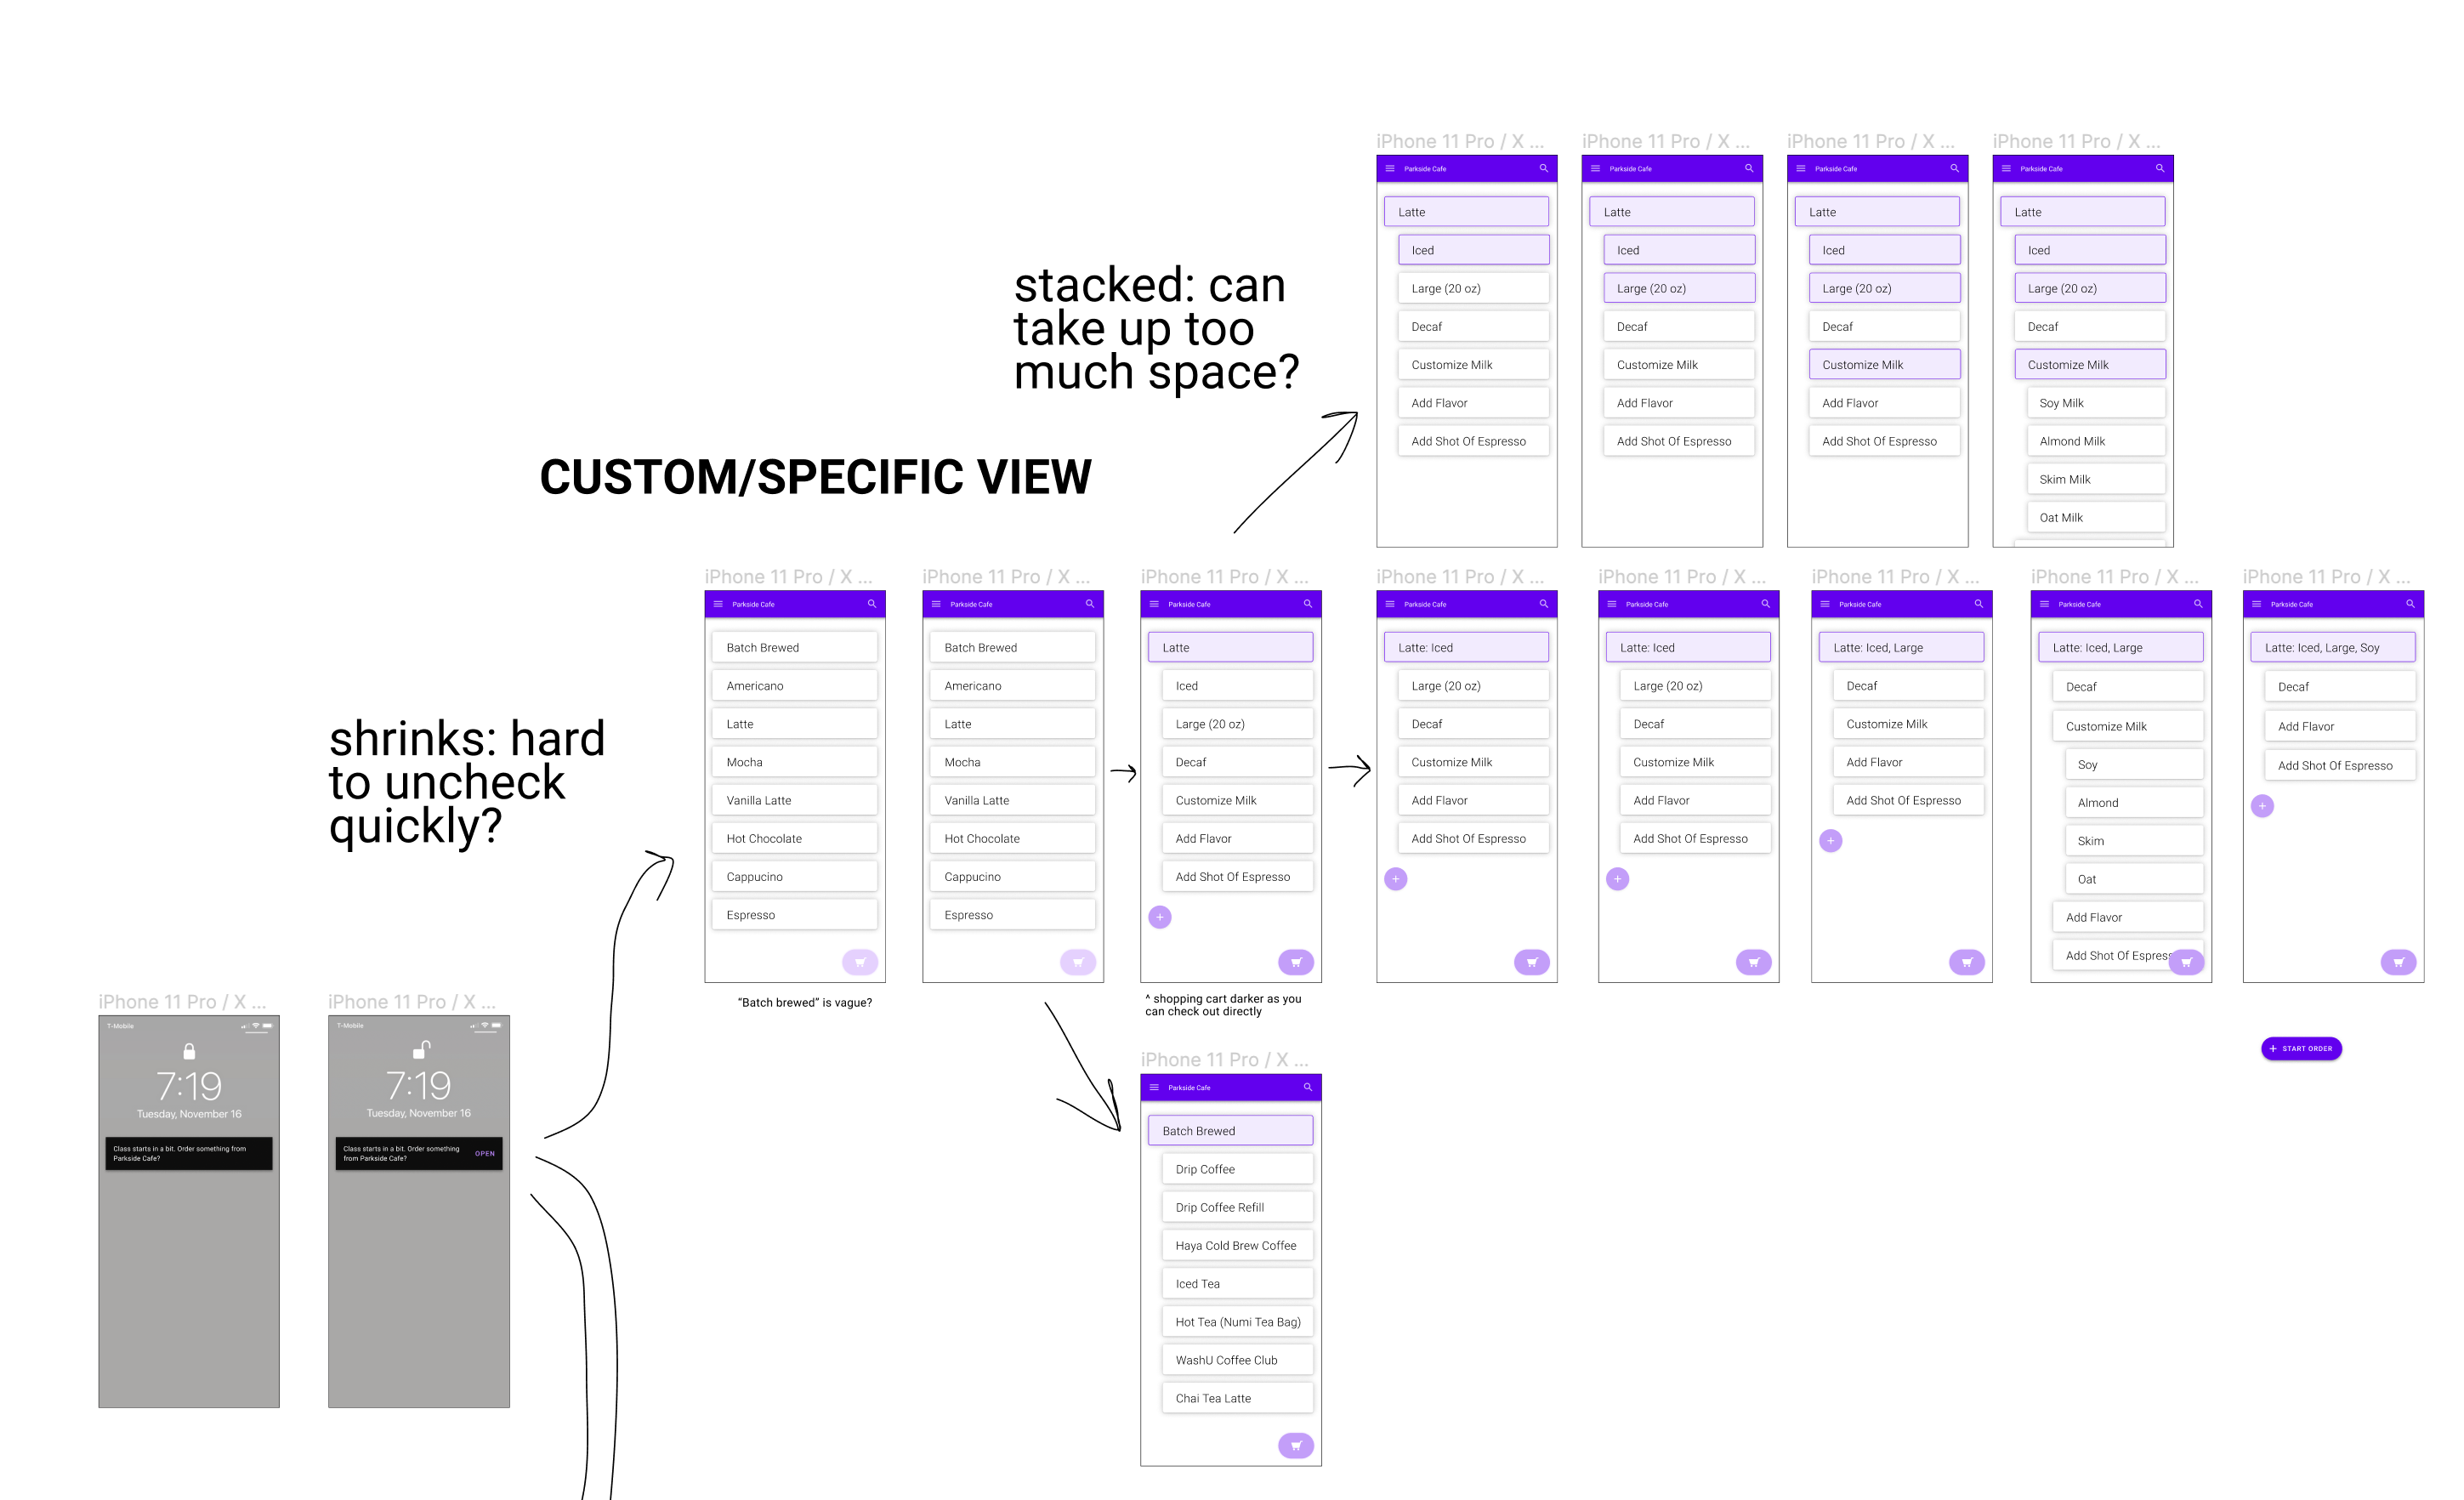 iPhone 11 Pro / X ...
Parkside Cafe
Latte
Iced
Large (20 oz)
Decaf
Customize Milk
Add Flavor
Add Shot Of Espresso
iPhone 11 Pro / X ...
Parkside Cafe
Latte
Iced
Large (20 oz)
Decaf
Customize Milk
Add Flavor
Add Shot Of Espresso
iPhone 11 Pro / X ...
Parkside Cafe
Latte
Iced
Large (20 oz)
Decaf
Customize Milk
Add Flavor
Add Shot Of Espresso
iPhone 11 Pro / X ...
Parkside Cafe
Latte
Iced
Large (20 oz)
Decaf
Customize Milk
Soy Milk
Almond Milk
Skim Milk
Oat Milk
stacked: can
take up too
much space?
CUSTOM/SPECIFIC VIEW
shrinks: hard
to uncheck
quickly?
iPhone 11 Pro / X ...
Parkside Cafe
Batch Brewed
Americano
Latte
Mocha
Vanilla Latte
Hot Chocolate
Cappucino
Espresso
“Batch brewed” is vague?
iPhone 11 Pro / X ...
Parkside Cafe
Batch Brewed
Americano
Latte
Mocha
Vanilla Latte
Hot Chocolate
Cappucino
Espresso
iPhone 11 Pro / X ...
Parkside Cafe
Latte
Iced
Large (20 oz)
Decaf
Customize Milk
Add Flavor
Add Shot Of Espresso
+
^ shopping cart darker as you
can check out directly
iPhone 11 Pro / X ...
Parkside Cafe
Latte: Iced
Large (20 oz)
Decaf
Customize Milk
Add Flavor
Add Shot Of Espresso
+
iPhone 11 Pro / X ...
Parkside Cafe
Latte: Iced
Large (20 oz)
Decaf
Customize Milk
Add Flavor
Add Shot Of Espresso
+
iPhone 11 Pro / X ...
Parkside Cafe
Latte: Iced, Large
Decaf
Customize Milk
Add Flavor
Add Shot Of Espresso
+
iPhone 11 Pro / X ...
Parkside Cafe
Latte: Iced, Large
Decaf
Customize Milk
Soy
Almond
Skim
Oat
Add Flavor
Add Shot Of Espres
iPhone 11 Pro / X ...
Parkside Cafe
Latte: Iced, Large, Soy
Decaf
Add Flavor
Add Shot Of Espresso
+
+ START ORDER
iPhone 11 Pro / X ...
T-Mobile
7:19
Tuesday, November 16
Class starts in a bit. Order something from
Parkside Cafe?
iPhone 11 Pro / X ...
T-Mobile
7:19
Tuesday, November 16
Class starts in a bit. Order something
from Parkside Cafe?
OPEN
iPhone 11 Pro / X ...
Parkside Cafe
Batch Brewed
Drip Coffee
Drip Coffee Refill
Haya Cold Brew Coffee
Iced Tea
Hot Tea (Numi Tea Bag)
WashU Coffee Club
Chai Tea Latte